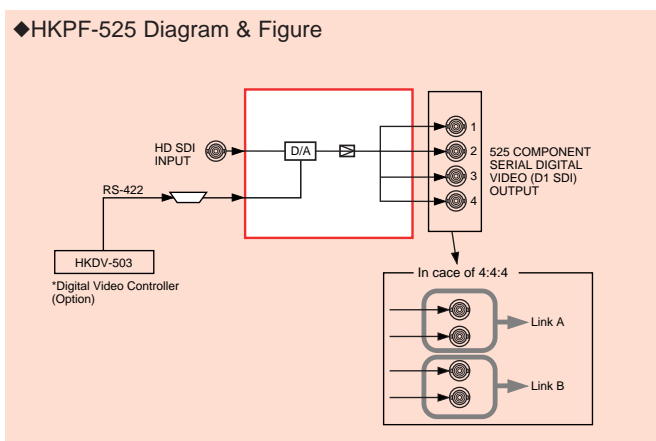 ◆HKPF-525 Diagram & Figure
HD SDI
INPUT
D/A
1
2
3
4
525 COMPONENT
SERIAL DIGITAL
VIDEO (D1 SDI)
OUTPUT
RS-422
HKDV-503
*Digital Video Controller
(Option)
In cace of 4:4:4
Link A
Link B